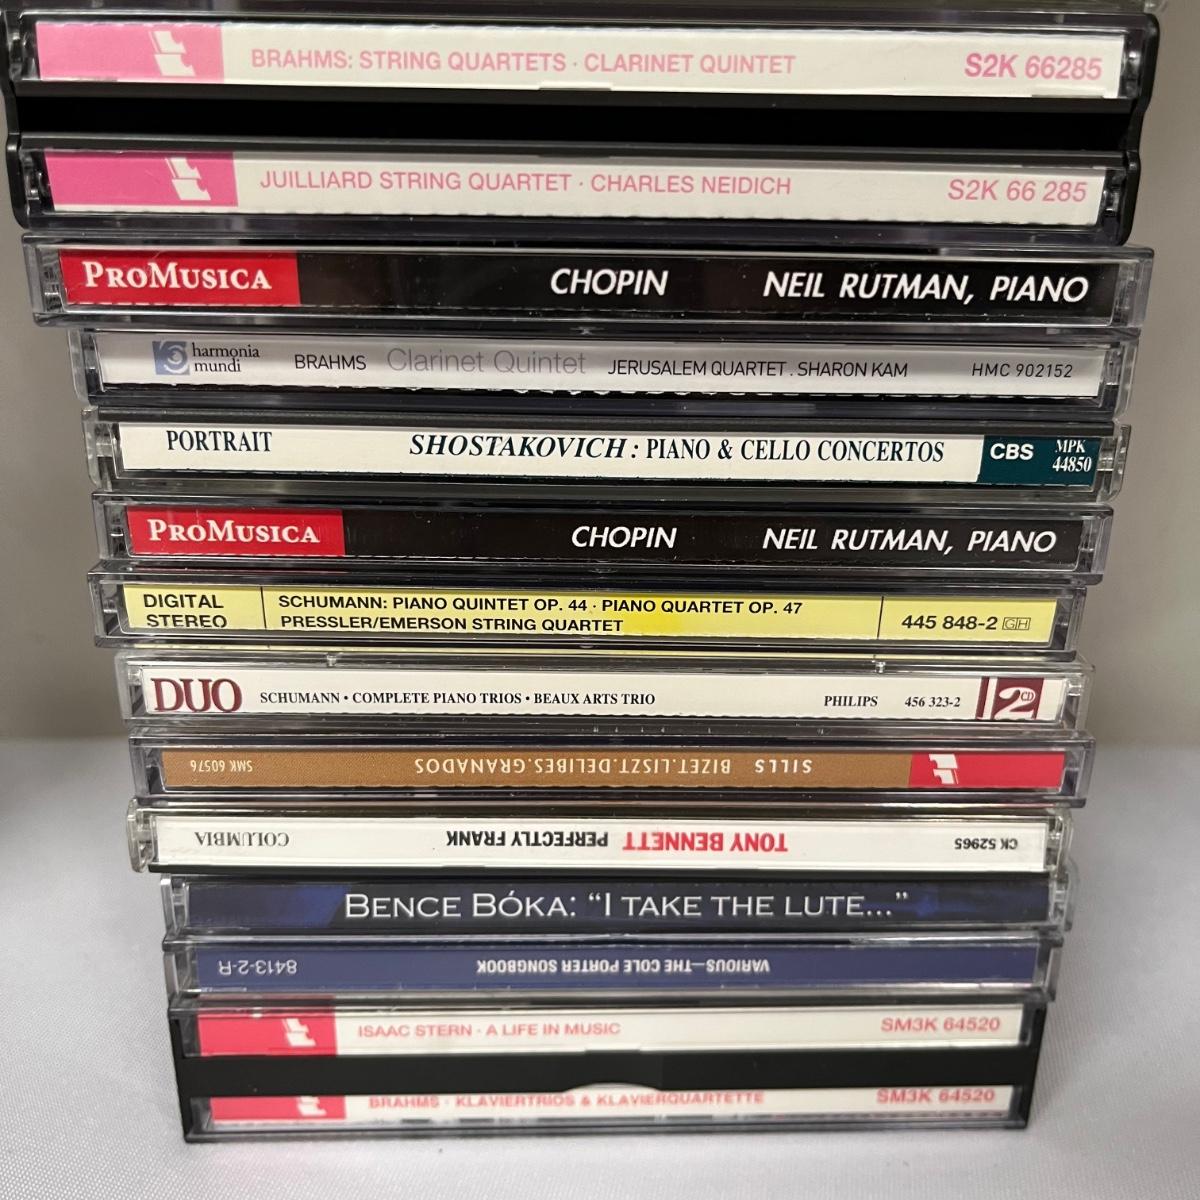 BRAHMS: STRING QUARTETS · CLARINET QUINTET S2K 66285
JUILLIARD STRING QUARTET · CHARLES NEIDICH S2K 66 285
PROMUSICA CHOPIN NEIL RUTMAN, PIANO
harmonia mundi BRAHMS Clarinet Quintet JERUSALEM QUARTET . SHARON KAM HMC 902152
PORTRAIT SHOSTAKOVICH : PIANO & CELLO CONCERTOS CBS MPK 44850
PROMUSICA CHOPIN NEIL RUTMAN, PIANO
DIGITAL STEREO
SCHUMANN: PIANO QUINTET OP. 44 · PIANO QUARTET OP. 47
PRESSLER/EMERSON STRING QUARTET
445 848-2 GH
DUO SCHUMANN • COMPLETE PIANO TRIOS • BEAUX ARTS TRIO PHILIPS 456 323-2 2 CD
SILLS BIZET.LISZT.DELIBES.GRANADOS SMK 60576
CK 52965 TONY BENNETT PERFECTLY FRANK COLUMBIA
BENCE BÓKA: “I TAKE THE LUTE...”
VARIOUS—THE COLE PORTER SONGBOOK 8413-2-R
ISAAC STERN · A LIFE IN MUSIC SM3K 64520
BRAHMS · KLAVIERTRIOS & KLAVIERQUARTETTE SM3K 64520